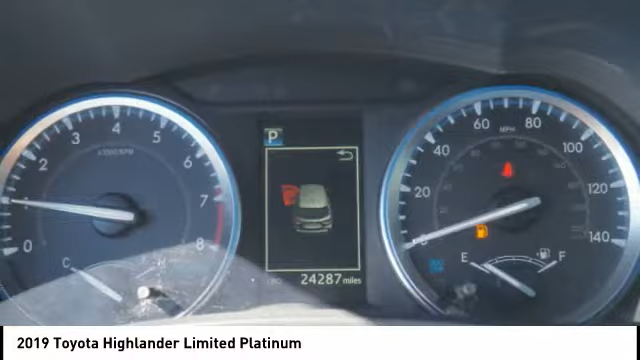 P
0 1 2 3 4 5 6 7 8
x1000r/min
C H
24287 miles
0 20 40 60 80 100 120 140
MPH
E F
2019 Toyota Highlander Limited Platinum